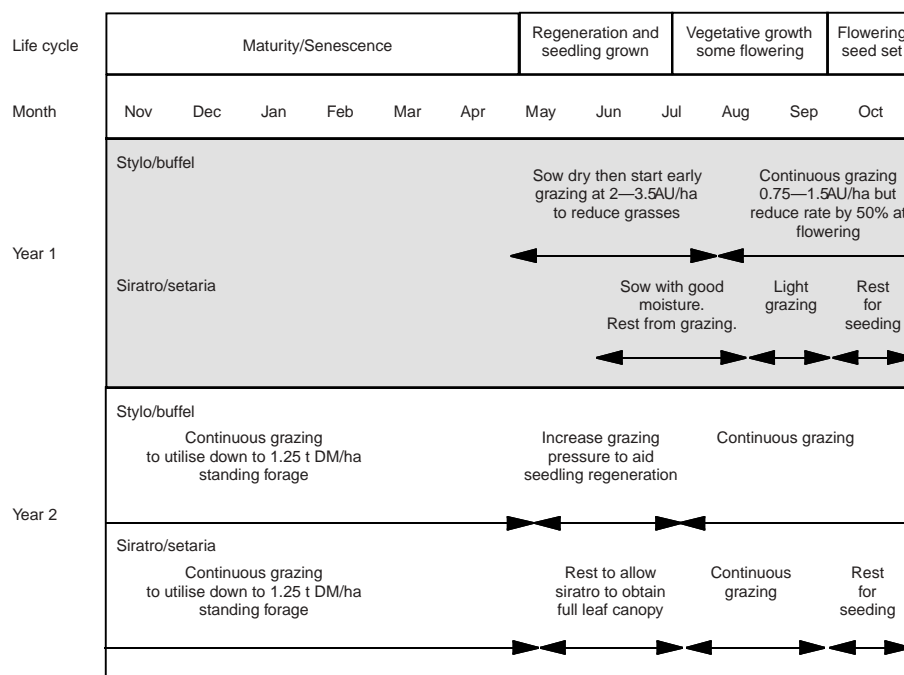 Life cycle
Maturity/Senescence
Regeneration and
seedling grown
Vegetative growth
some flowering
Flowering
seed set
Month
Nov Dec Jan Feb Mar Apr May Jun Jul Aug Sep Oct
Year 1
Stylo/buffel
Sow dry then start early
grazing at 2—3.5AU/ha
to reduce grasses
Continuous grazing
0.75—1.5AU/ha but
reduce rate by 50% at
flowering
Siratro/setaria
Sow with good
moisture.
Rest from grazing.
Light
grazing
Rest
for
seeding
Year 2
Stylo/buffel
Continuous grazing
to utilise down to 1.25 t DM/ha
standing forage
Increase grazing
pressure to aid
seedling regeneration
Continuous grazing
Siratro/setaria
Continuous grazing
to utilise down to 1.25 t DM/ha
standing forage
Rest to allow
siratro to obtain
full leaf canopy
Continuous
grazing
Rest
for
seeding